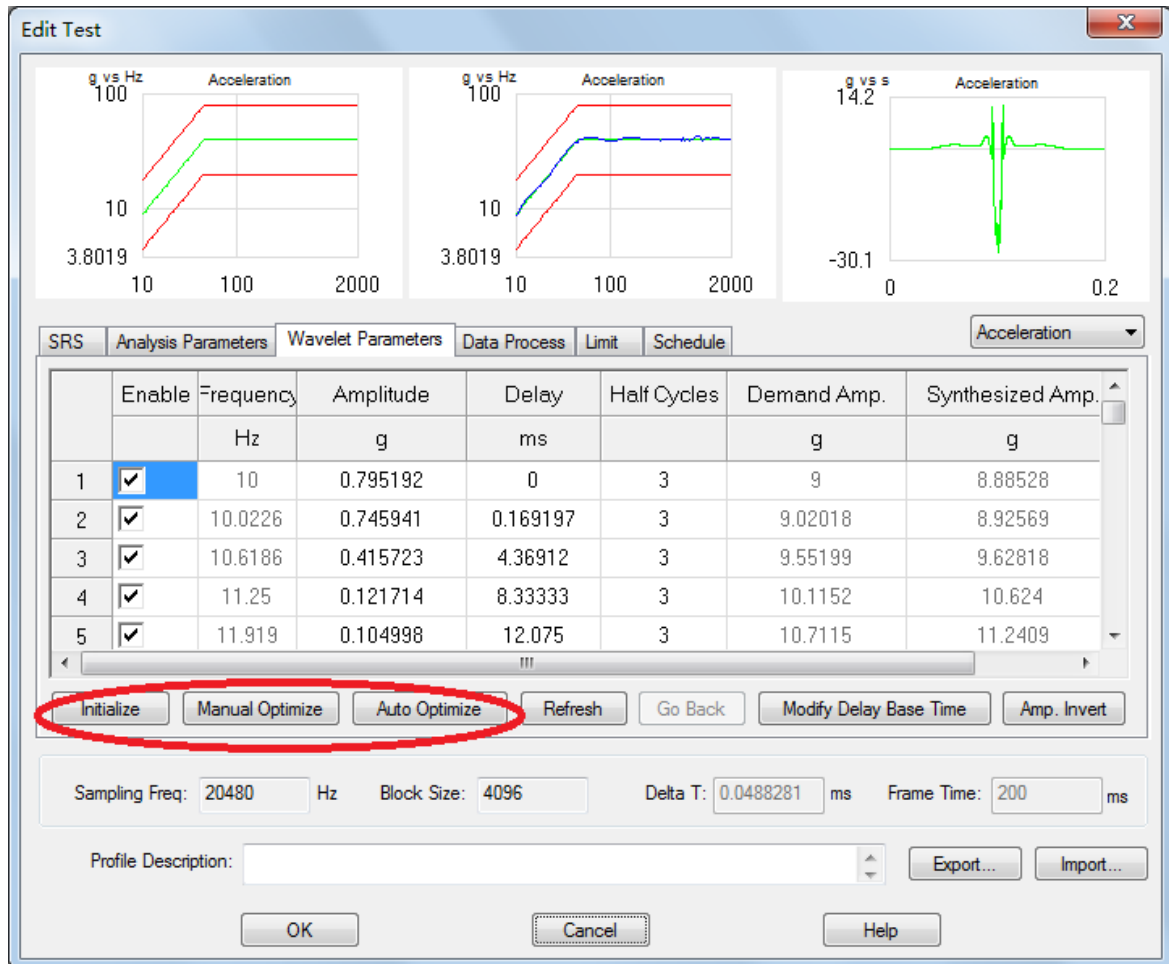 Edit Test
g vs Hz Acceleration
100
10
3.8019
10 100 2000
g vs Hz Acceleration
100
10
3.8019
10 100 2000
g vs s Acceleration
14.2
-30.1
0 0.2
SRS Analysis Parameters Wavelet Parameters Data Process Limit Schedule Acceleration
Enable Frequency Amplitude Delay Half Cycles Demand Amp. Synthesized Amp.
Hz g ms g g
1 10 0.795192 0 3 9 8.88528
2 10.0226 0.745941 0.169197 3 9.02018 8.92569
3 10.6186 0.415723 4.36912 3 9.55199 9.62818
4 11.25 0.121714 8.33333 3 10.1152 10.624
5 11.919 0.104998 12.075 3 10.7115 11.2409
Initialize Manual Optimize Auto Optimize Refresh Go Back Modify Delay Base Time Amp. Invert
Sampling Freq: 20480 Hz Block Size: 4096 Delta T: 0.0488281 ms Frame Time: 200 ms
Profile Description: Export... Import...
OK Cancel Help